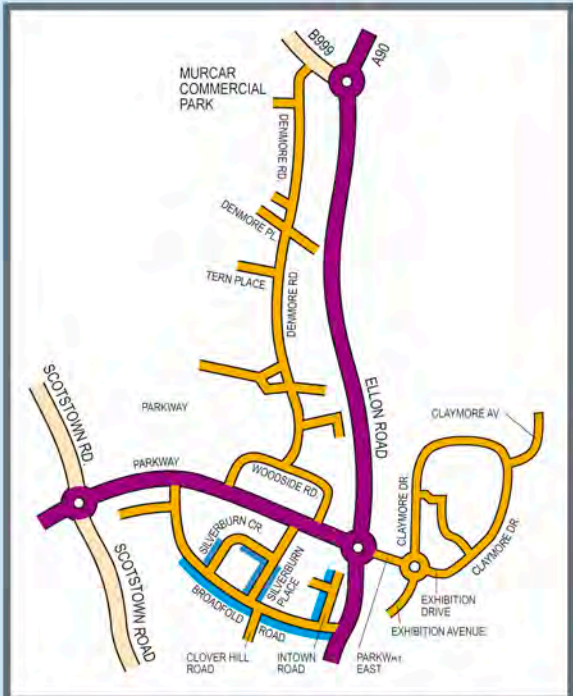 B999
A90
MURCAR
COMMERCIAL
PARK
DENMORE RD.
DENMORE PL.
TERN PLACE
DENMORE RD
SCOTSTOWN RD.
PARKWAY
ELLON ROAD
CLAYMORE AV
PARKWAY
WOODSIDE RD.
CLAYMORE DR.
SILVERBURN CR.
SILVERBURN
PLACE
CLAYMORE DR.
SCOTSTOWN ROAD
BROADFOLD
ROAD
EXHIBITION
DRIVE
EXHIBITION AVENUE
CLOVER HILL
ROAD
INTOWN
ROAD
EAST